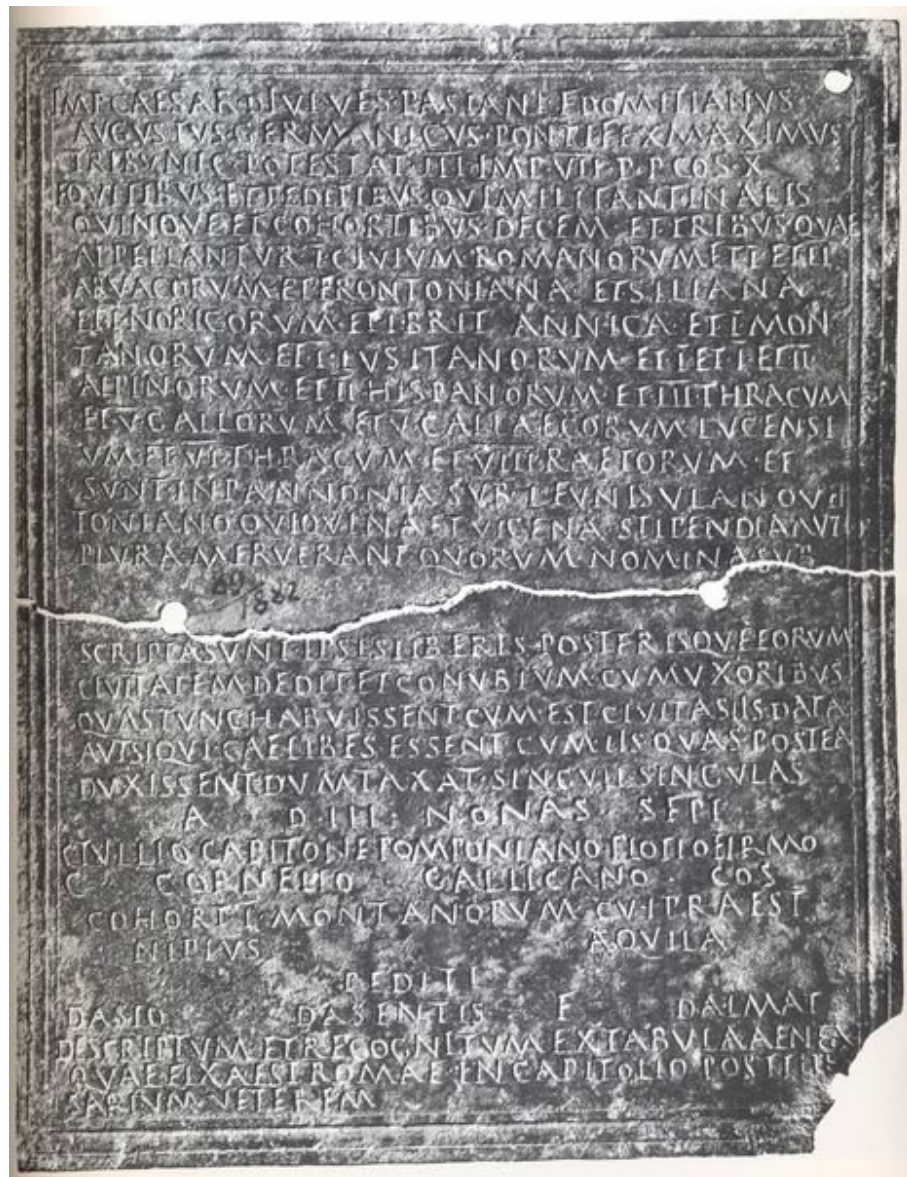 IMP·CAESAR·DIVI·VESPASIANI·F·DOMITIANVS
AVGVSTVS·GERMANICVS·PONTIFEX MAXIMVS
TRIBVNIC·POTESTAT·IIII·IMP·VII·P·P·COS·X
EQVITIBVS·ET PEDITIBVS·QVI MILITANT IN ALIS
QVINQVE ET COHORTIBVS·DECEM·ET TRIBVS QVAE
APPELLANTVR·I·CIVIVM·ROMANORVM ET I ET II
ARVACORVM ET FRONTONIANA ET SILIANA
ET I NORICORVM·ET I BRITANNICA·ET I MON
TANORVM ET I LVSITANORVM·ET I ET I ET II
ALPINORVM·ET II HISPANORVM·ET III THRACVM
ET V GALLORVM ET V CALLAECORVM LVCENSI
VM·ET VI THRACVM ET VIII RAETORVM·ET
SVNT IN PANNONIA SVB L FVNISVLANO VET
TONIANO QVI QVINA ET VICENA STIPENDIA AVT
PLVRA MERVERANT QVORVM NOMINA SVB
89/882
SCRIPTA SVNT IPSIS LIBERIS POSTERISQVE EORVM
CIVITATEM DEDIT ET CONVBIVM CVM VXORIBVS
QVAS TVNC HABVISSENT CVM EST CIVITAS IIS DATA
AVT SI QVI CAELIBES ESSENT CVM IIS QVAS POSTEA
DVXISSENT DVMTAXAT SINGVLI SINGVLAS
A D III NONAS SEPT
C IVLLIO CAPITONE POMPONIANO PLOTIO FIRMO
C CORNELIO GALLICANO · COS
COHORT I MONTANORVM CVI PRAEST
NIPIVS AQVILA
PEDITI
DASIO DASENTIS F DALMAT
DESCRIPTVM ET RECOGNITVM EX TABVLA AENEA
QVAE FIXA EST ROMAE IN CAPITOLIO POST THE
SARIVM VETEREM